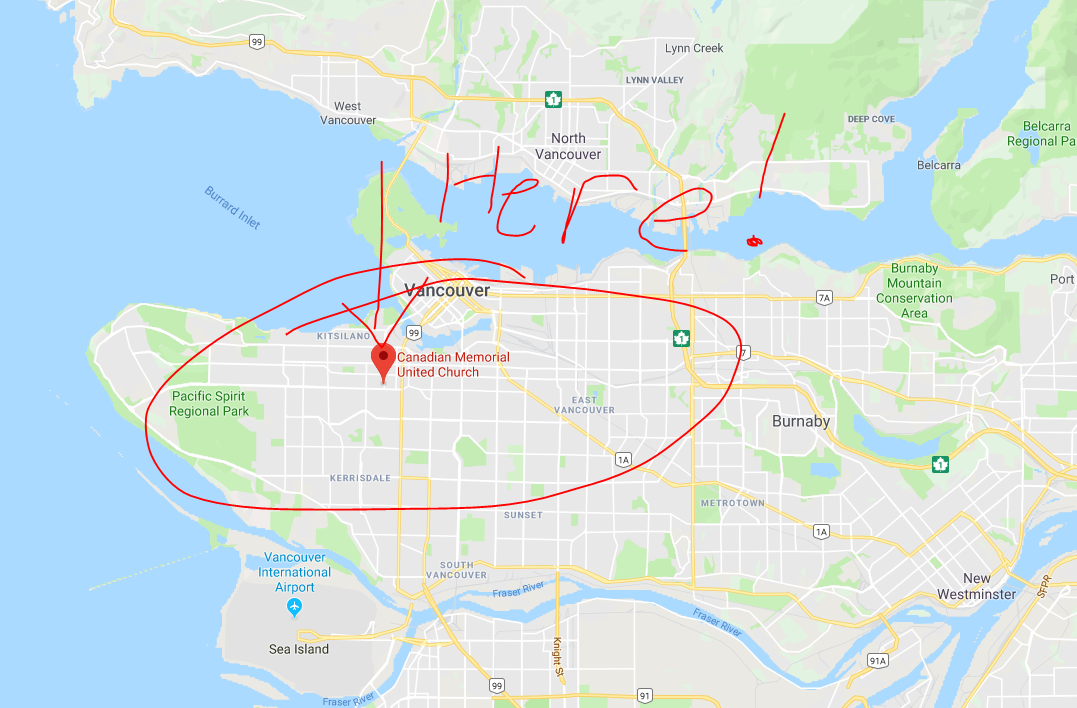 Lynn Creek
99
LYNN VALLEY
1
West
Vancouver
DEEP COVE
North
Vancouver
Belcarra
Regional Pa
Belcarra
Here!
Burrard Inlet
Vancouver
Burnaby
Mountain
Conservation
Area
Port
7A
KITSILANO
99
1
7
Canadian Memorial
United Church
Pacific Spirit
Regional Park
EAST
VANCOUVER
Burnaby
1A
1
KERRISDALE
METROTOWN
SUNSET
1A
Vancouver
International
Airport
SOUTH
VANCOUVER
New
Westminster
SFPR
Fraser River
Fraser River
Sea Island
Knight St
91A
99
91
Fraser River